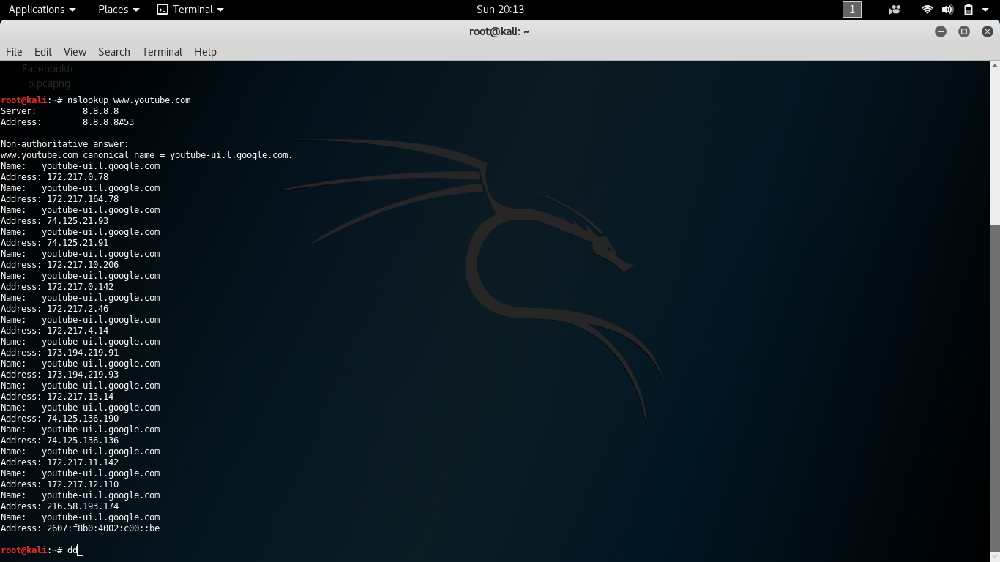 Applications Places Terminal Sun 20:13 1
root@kali: ~
File Edit View Search Terminal Help
Facebooktc
p.pcapng
root@kali:~# nslookup www.youtube.com
Server: 8.8.8.8
Address: 8.8.8.8#53
Non-authoritative answer:
www.youtube.com canonical name = youtube-ui.l.google.com.
Name: youtube-ui.l.google.com
Address: 172.217.0.78
Name: youtube-ui.l.google.com
Address: 172.217.164.78
Name: youtube-ui.l.google.com
Address: 74.125.21.93
Name: youtube-ui.l.google.com
Address: 74.125.21.91
Name: youtube-ui.l.google.com
Address: 172.217.10.206
Name: youtube-ui.l.google.com
Address: 172.217.0.142
Name: youtube-ui.l.google.com
Address: 172.217.2.46
Name: youtube-ui.l.google.com
Address: 172.217.4.14
Name: youtube-ui.l.google.com
Address: 173.194.219.91
Name: youtube-ui.l.google.com
Address: 173.194.219.93
Name: youtube-ui.l.google.com
Address: 172.217.13.14
Name: youtube-ui.l.google.com
Address: 74.125.136.190
Name: youtube-ui.l.google.com
Address: 74.125.136.136
Name: youtube-ui.l.google.com
Address: 172.217.11.142
Name: youtube-ui.l.google.com
Address: 172.217.12.110
Name: youtube-ui.l.google.com
Address: 216.58.193.174
Name: youtube-ui.l.google.com
Address: 2607:f8b0:4002:c00::be
root@kali:~# dd